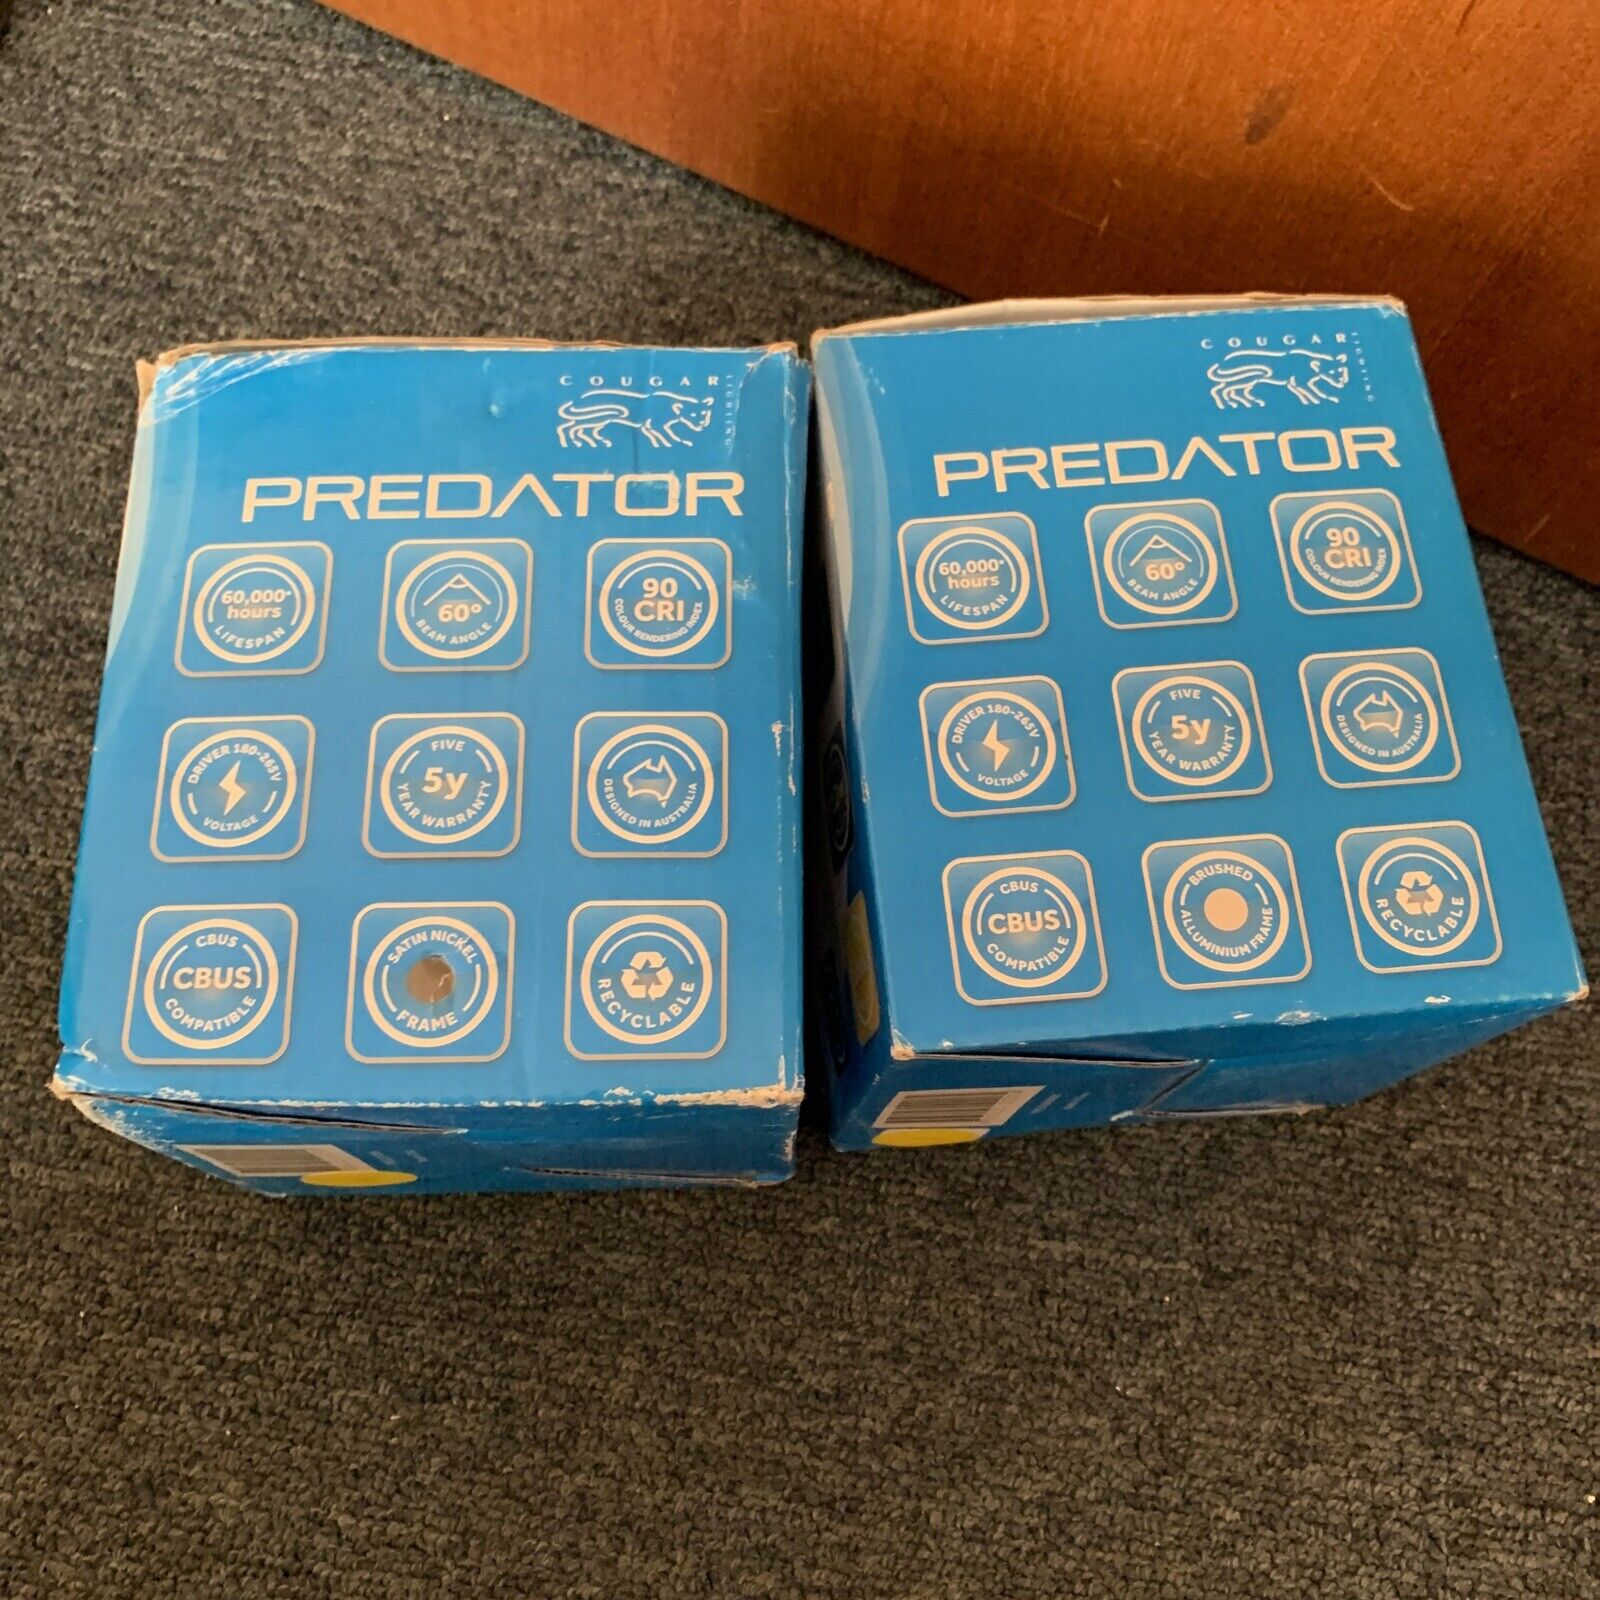 COUGAR
LIGHTING
PREDATOR
60,000*
hours
LIFESPAN
60°
BEAM ANGLE
90
CRI
COLOUR RENDERING INDEX
DRIVER 180-265V
VOLTAGE
FIVE
5y
YEAR WARRANTY
DESIGNED IN AUSTRALIA
CBUS
CBUS
COMPATIBLE
SATIN NICKEL
FRAME
RECYCLABLE
COUGAR
LIGHTING
PREDATOR
60,000*
hours
LIFESPAN
60°
BEAM ANGLE
90
CRI
COLOUR RENDERING INDEX
DRIVER 180-265V
VOLTAGE
FIVE
5y
YEAR WARRANTY
DESIGNED IN AUSTRALIA
CBUS
CBUS
COMPATIBLE
BRUSHED
ALLUMINIUM FRAME
RECYCLABLE